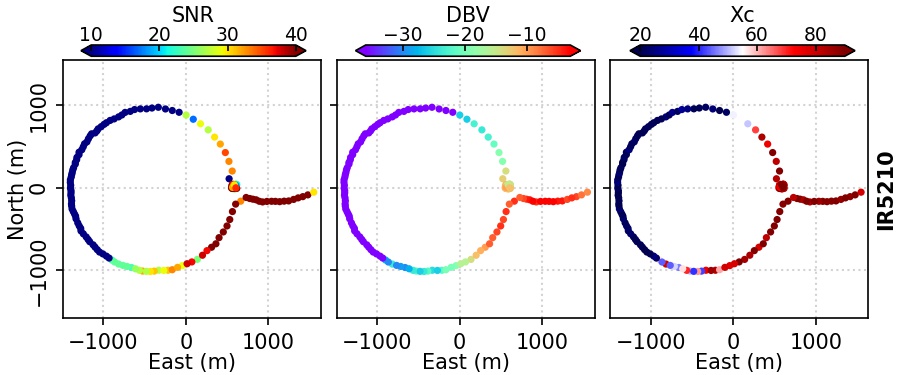 SNR
10 20 30 40
DBV
−30 −20 −10
Xc
20 40 60 80
North (m)
1000
0
−1000
−1000 0 1000
East (m)
−1000 0 1000
East (m)
−1000 0 1000
East (m)
IR5210